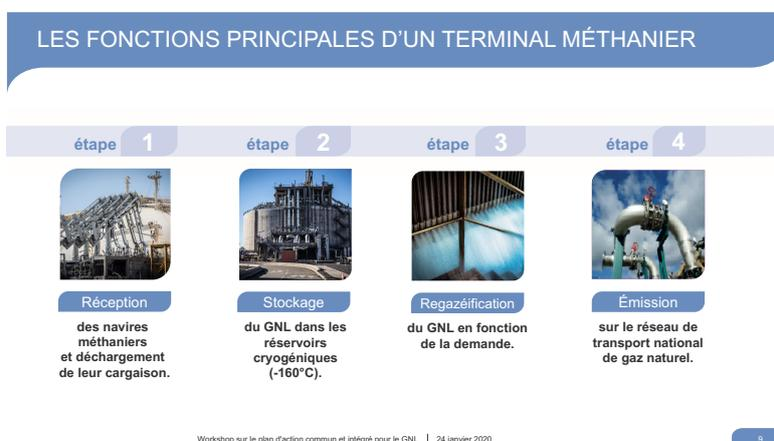 LES FONCTIONS PRINCIPALES D’UN TERMINAL MÉTHANIER
étape 1
étape 2
étape 3
étape 4
Réception
des navires
méthaniers
et déchargement
de leur cargaison.
Stockage
du GNL dans les
réservoirs
cryogéniques
(-160°C).
Regazéification
du GNL en fonction
de la demande.
Émission
sur le réseau de
transport national
de gaz naturel.
Workshop sur le plan d'action commun et intégré pour le GNL | 24 janvier 2020
9